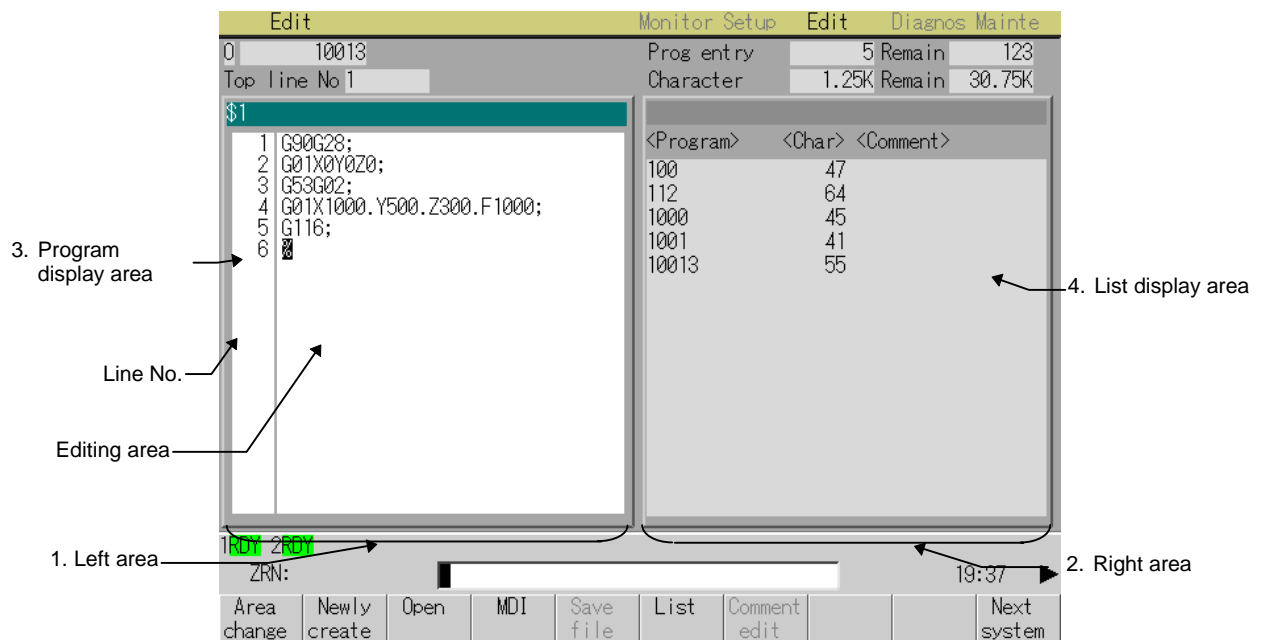 Edit Monitor Setup Edit Diagnos Mainte
O 10013 Prog entry 5 Remain 123
Top line No 1 Character 1.25K Remain 30.75K
$1
1 G90G28;
2 G01X0Y0Z0;
3 G53G02;
4 G01X1000.Y500.Z300.F1000;
5 G116;
6 %
<Program> <Char> <Comment>
100 47
112 64
1000 45
1001 41
10013 55
3. Program
display area
Line No.
Editing area
4. List display area
1. Left area
2. Right area
1RDY 2RDY
ZRN: 19:37
Area change
Newly create
Open
MDI
Save file
List
Comment edit
Next system